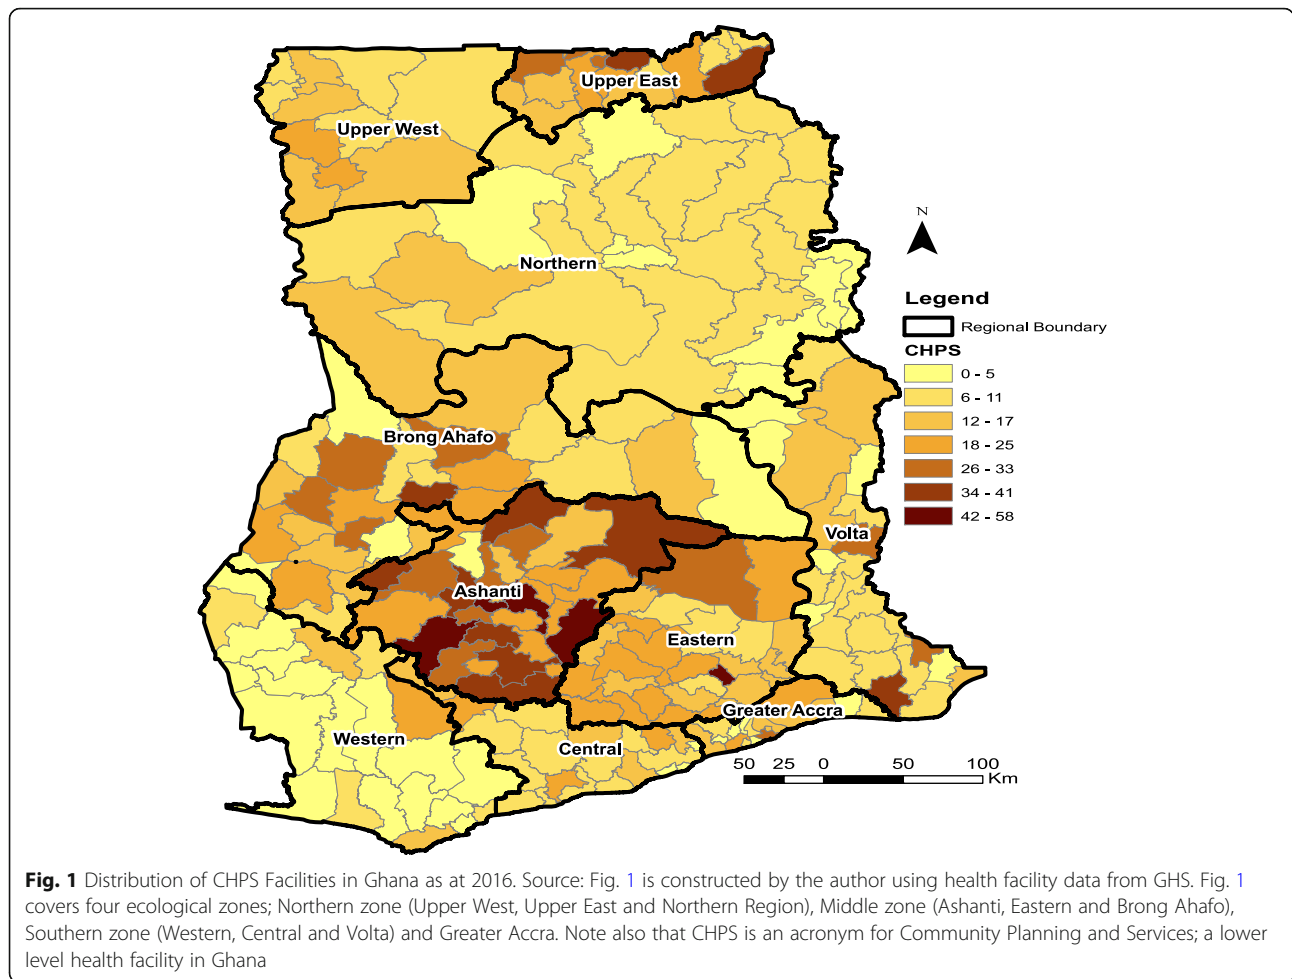 Upper East
Upper West
N
Northern
Legend
Regional Boundary
CHPS
0 - 5
6 - 11
12 - 17
18 - 25
26 - 33
34 - 41
42 - 58
Brong Ahafo
Volta
Ashanti
Eastern
Greater Accra
Western
Central
50 25 0 50 100
Km
Fig. 1 Distribution of CHPS Facilities in Ghana as at 2016. Source: Fig. 1 is constructed by the author using health facility data from GHS. Fig. 1
covers four ecological zones; Northern zone (Upper West, Upper East and Northern Region), Middle zone (Ashanti, Eastern and Brong Ahafo),
Southern zone (Western, Central and Volta) and Greater Accra. Note also that CHPS is an acronym for Community Planning and Services; a lower
level health facility in Ghana